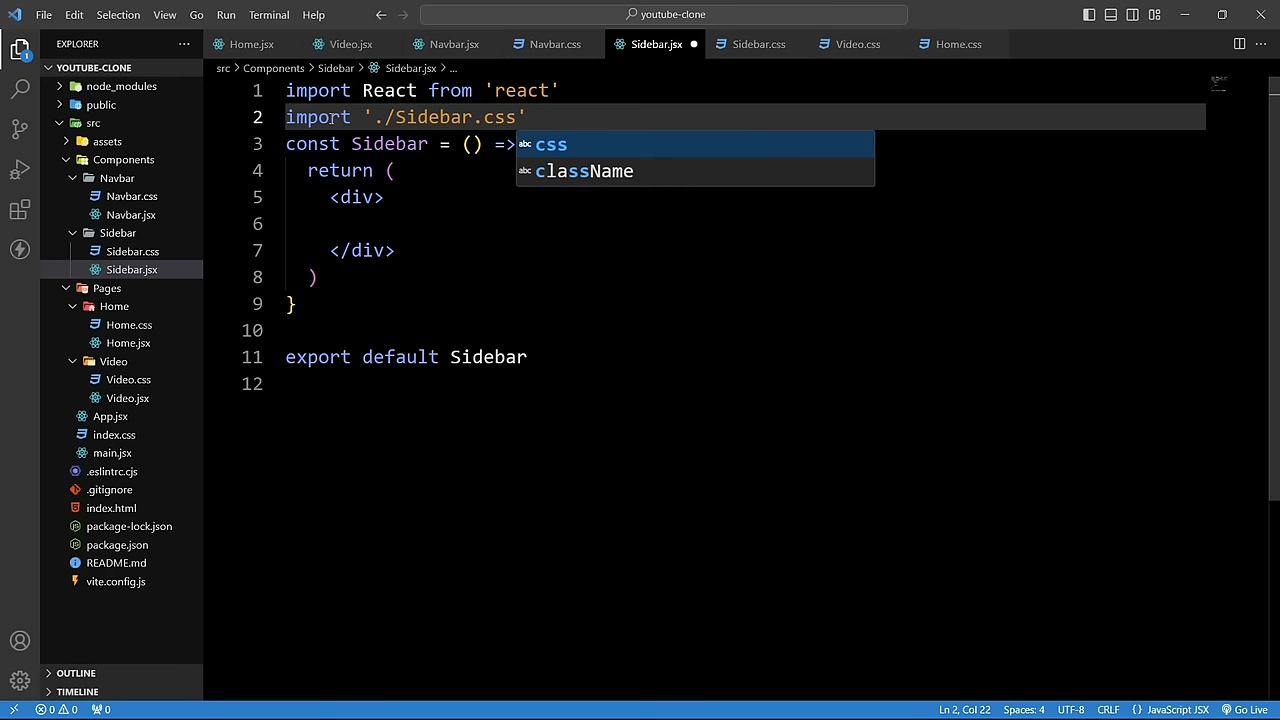 File Edit Selection View Go Run Terminal Help youtube-clone
EXPLORER
Home.jsx Video.jsx Navbar.jsx Navbar.css Sidebar.jsx Sidebar.css Video.css Home.css
YOUTUBE-CLONE
node_modules
public
src
assets
Components
Navbar
Navbar.css
Navbar.jsx
Sidebar
Sidebar.css
Sidebar.jsx
Pages
Home
Home.css
Home.jsx
Video
Video.css
Video.jsx
App.jsx
index.css
main.jsx
.eslintrc.cjs
.gitignore
index.html
package-lock.json
package.json
README.md
vite.config.js
OUTLINE
TIMELINE
src > Components > Sidebar > Sidebar.jsx > ...
1 import React from 'react'
2 import './Sidebar.css'
3 const Sidebar = () =>
4 return (
5 <div>
6
7 </div>
8 )
9 }
10
11 export default Sidebar
12
abc css
abc className
1
0 0 0 Ln 2, Col 22 Spaces: 4 UTF-8 CRLF {} JavaScript JSX Go Live